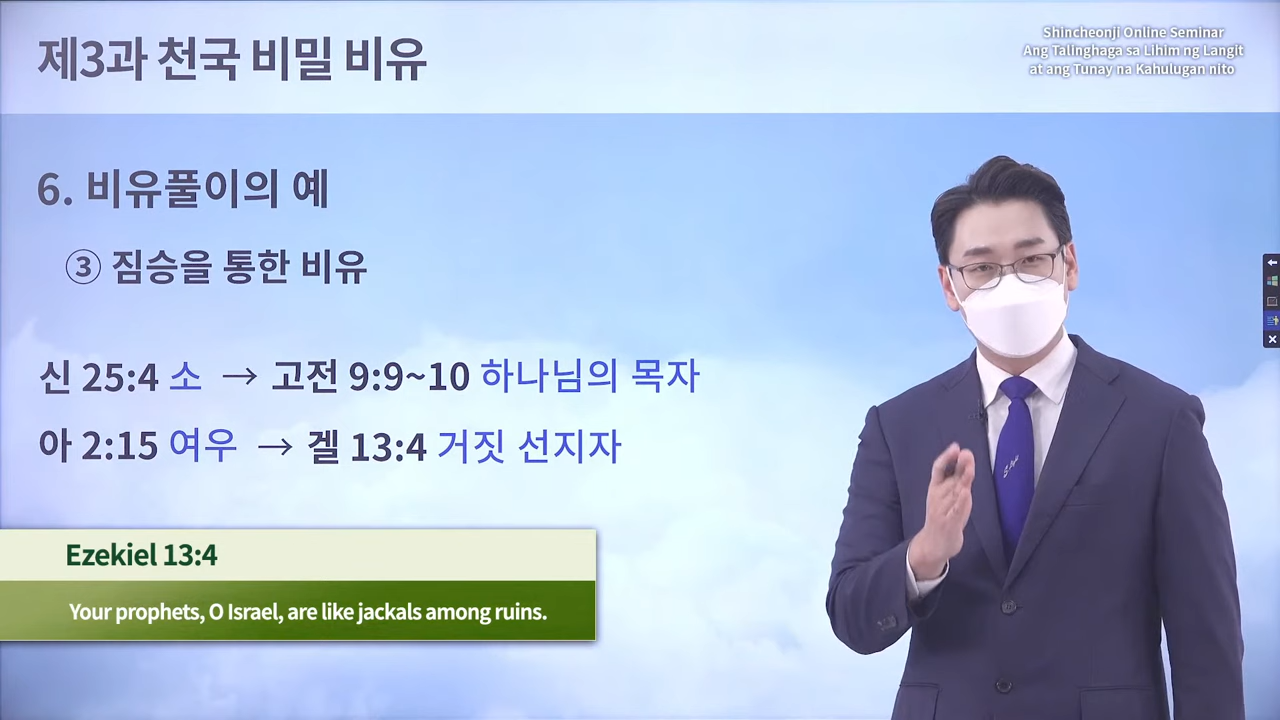 제3과 천국 비밀 비유
Shincheonji Online Seminar
Ang Talinghaga sa Lihim ng Langit
at ang Tunay na Kahulugan nito
6. 비유풀이의 예
③ 짐승을 통한 비유
신 25:4 소 → 고전 9:9~10 하나님의 목자
아 2:15 여우 → 겔 13:4 거짓 선지자
Ezekiel 13:4
Your prophets, O Israel, are like jackals among ruins.